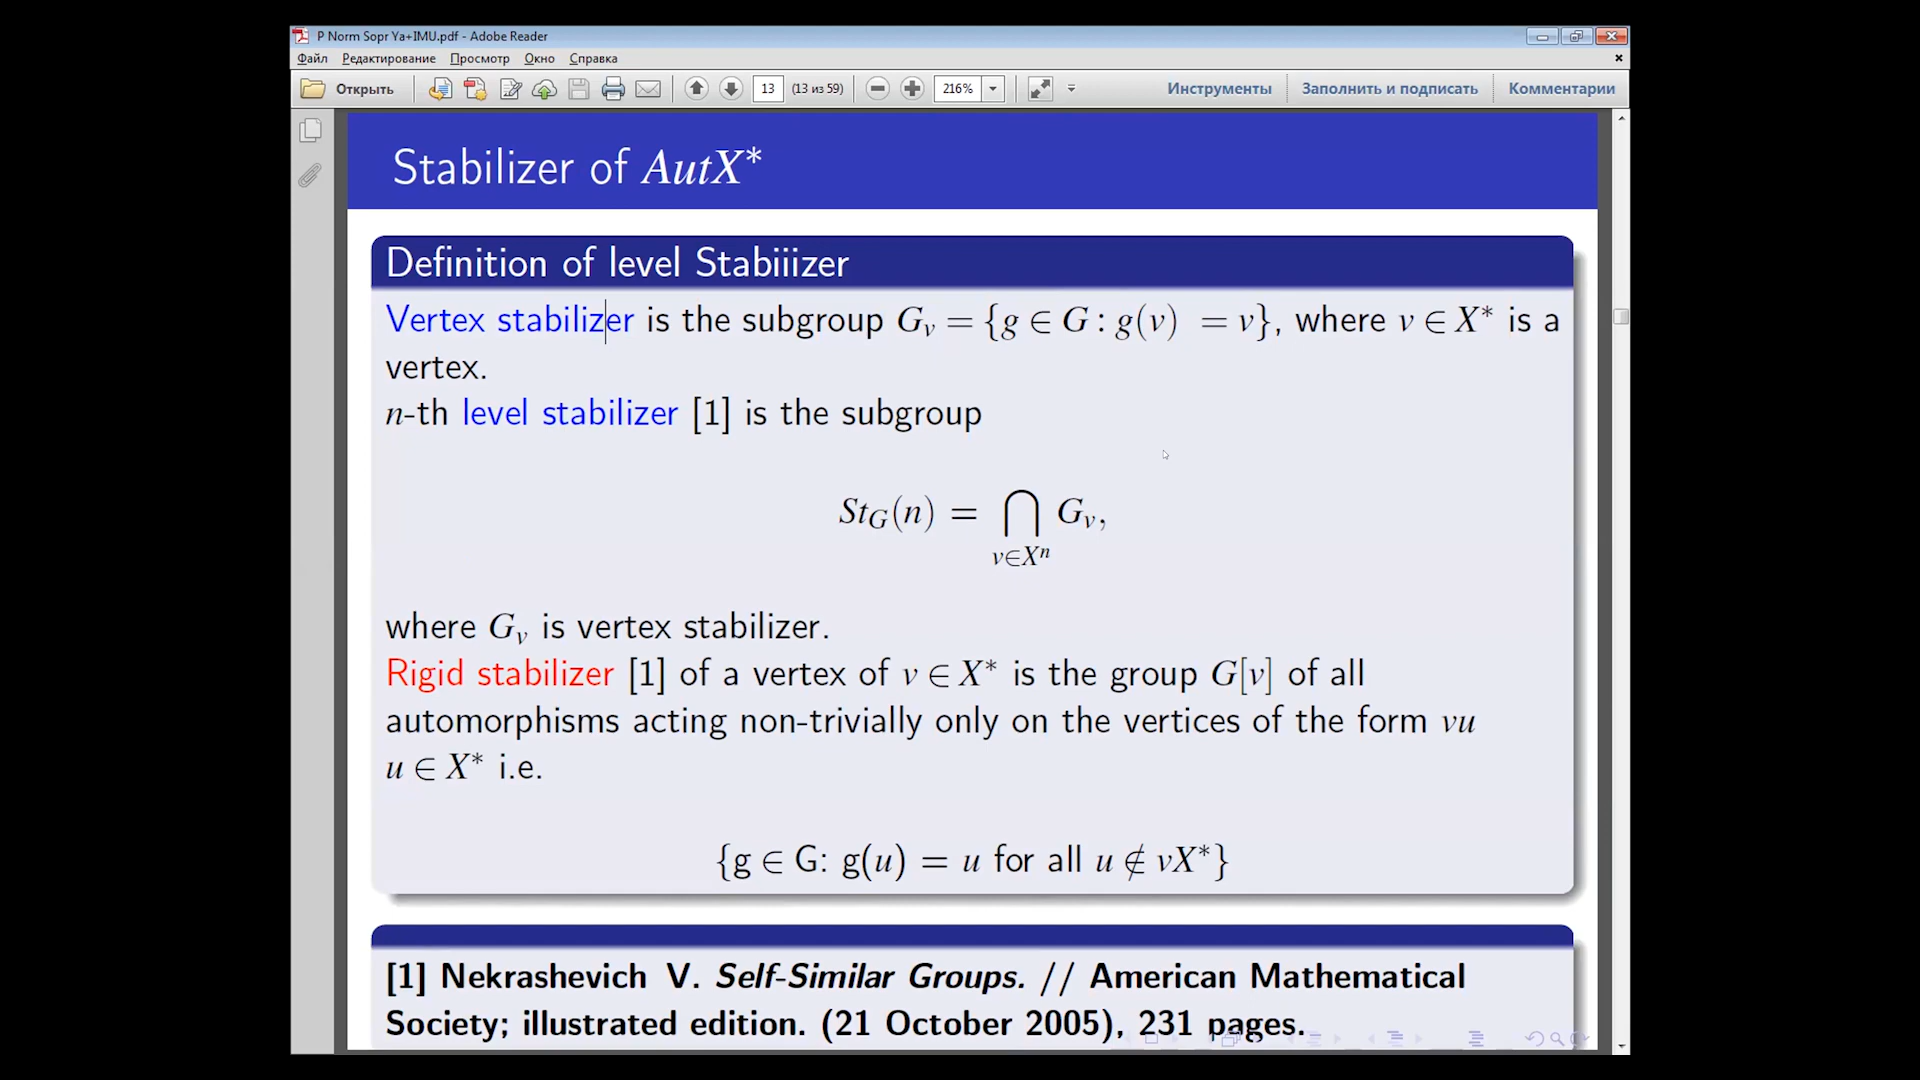 P Norm Sopr Ya+IMU.pdf - Adobe Reader
Файл Редактирование Просмотр Окно Справка
Открыть 13 (13 из 59) 216% Инструменты Заполнить и подписать Комментарии
Stabilizer of AutX*
Definition of level Stabiiizer
Vertex stabilizer is the subgroup G_v = {g ∈ G : g(v) = v}, where v ∈ X* is a
vertex.
n-th level stabilizer [1] is the subgroup
St_G(n) = ⋂ G_v,
v∈X^n
where G_v is vertex stabilizer.
Rigid stabilizer [1] of a vertex of v ∈ X* is the group G[v] of all
automorphisms acting non-trivially only on the vertices of the form vu
u ∈ X* i.e.
{g ∈ G: g(u) = u for all u ∉ vX*}
[1] Nekrashevich V. Self-Similar Groups. // American Mathematical
Society; illustrated edition. (21 October 2005), 231 pages.